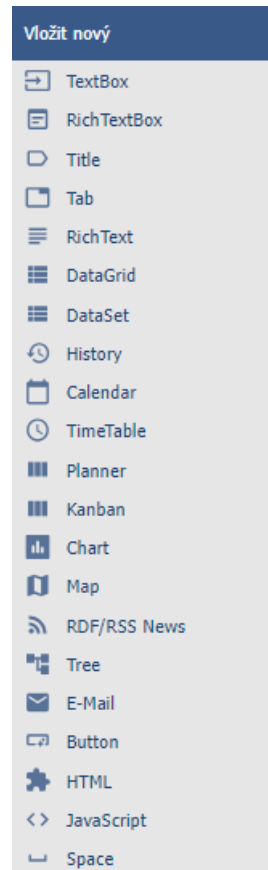 Vložit nový
TextBox
RichTextBox
Title
Tab
RichText
DataGrid
DataSet
History
Calendar
TimeTable
Planner
Kanban
Chart
Map
RDF/RSS News
Tree
E-Mail
Button
HTML
JavaScript
Space